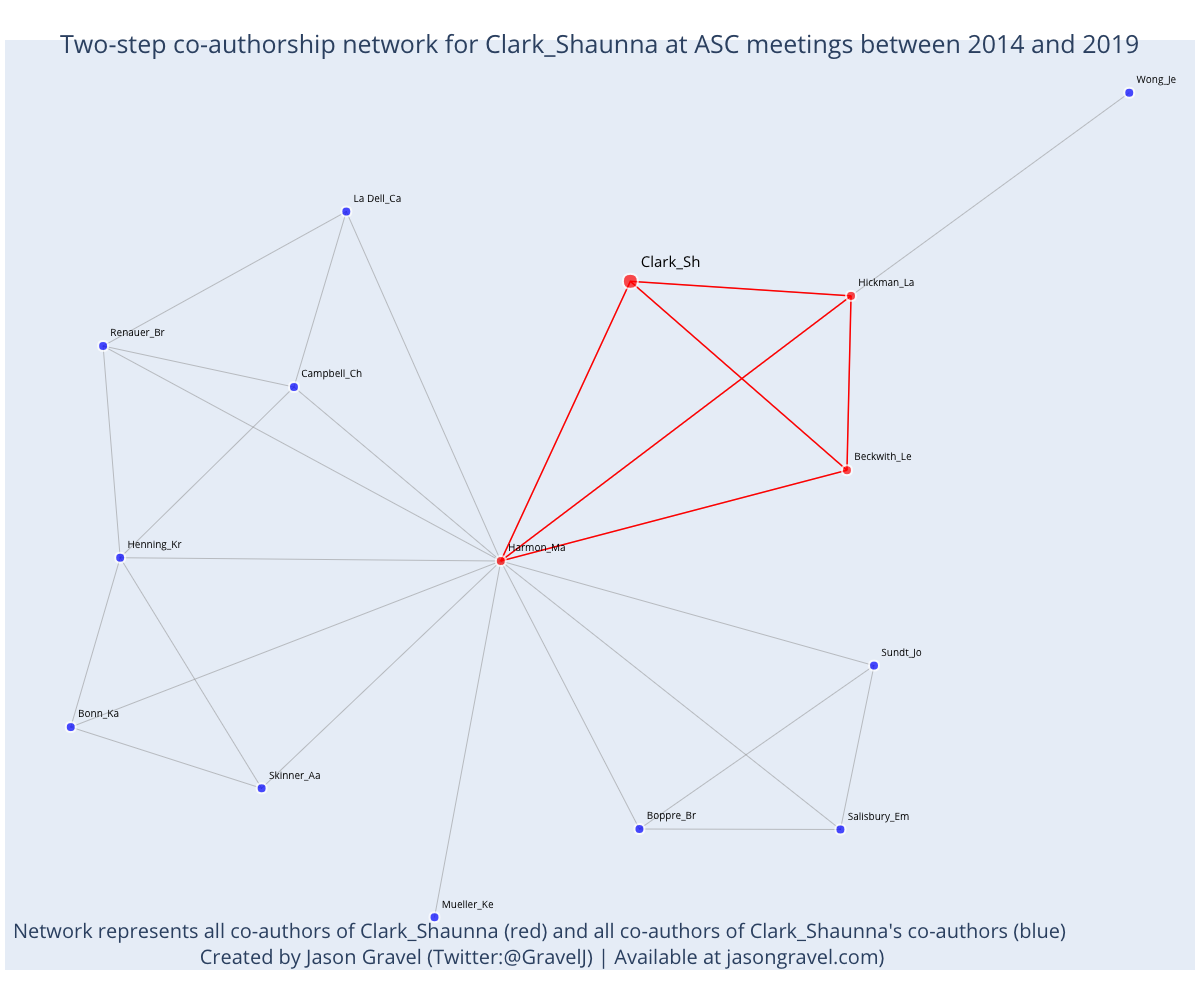 Two-step co-authorship network for Clark_Shaunna at ASC meetings between 2014 and 2019
Wong_Je
La Dell_Ca
Clark_Sh
Hickman_La
Renauer_Br
Campbell_Ch
Beckwith_Le
Henning_Kr
Harmon_Ma
Sundt_Jo
Bonn_Ka
Skinner_Aa
Boppre_Br
Salisbury_Em
Mueller_Ke
Network represents all co-authors of Clark_Shaunna (red) and all co-authors of Clark_Shaunna's co-authors (blue)
Created by Jason Gravel (Twitter:@GravelJ) | Available at jasongravel.com)